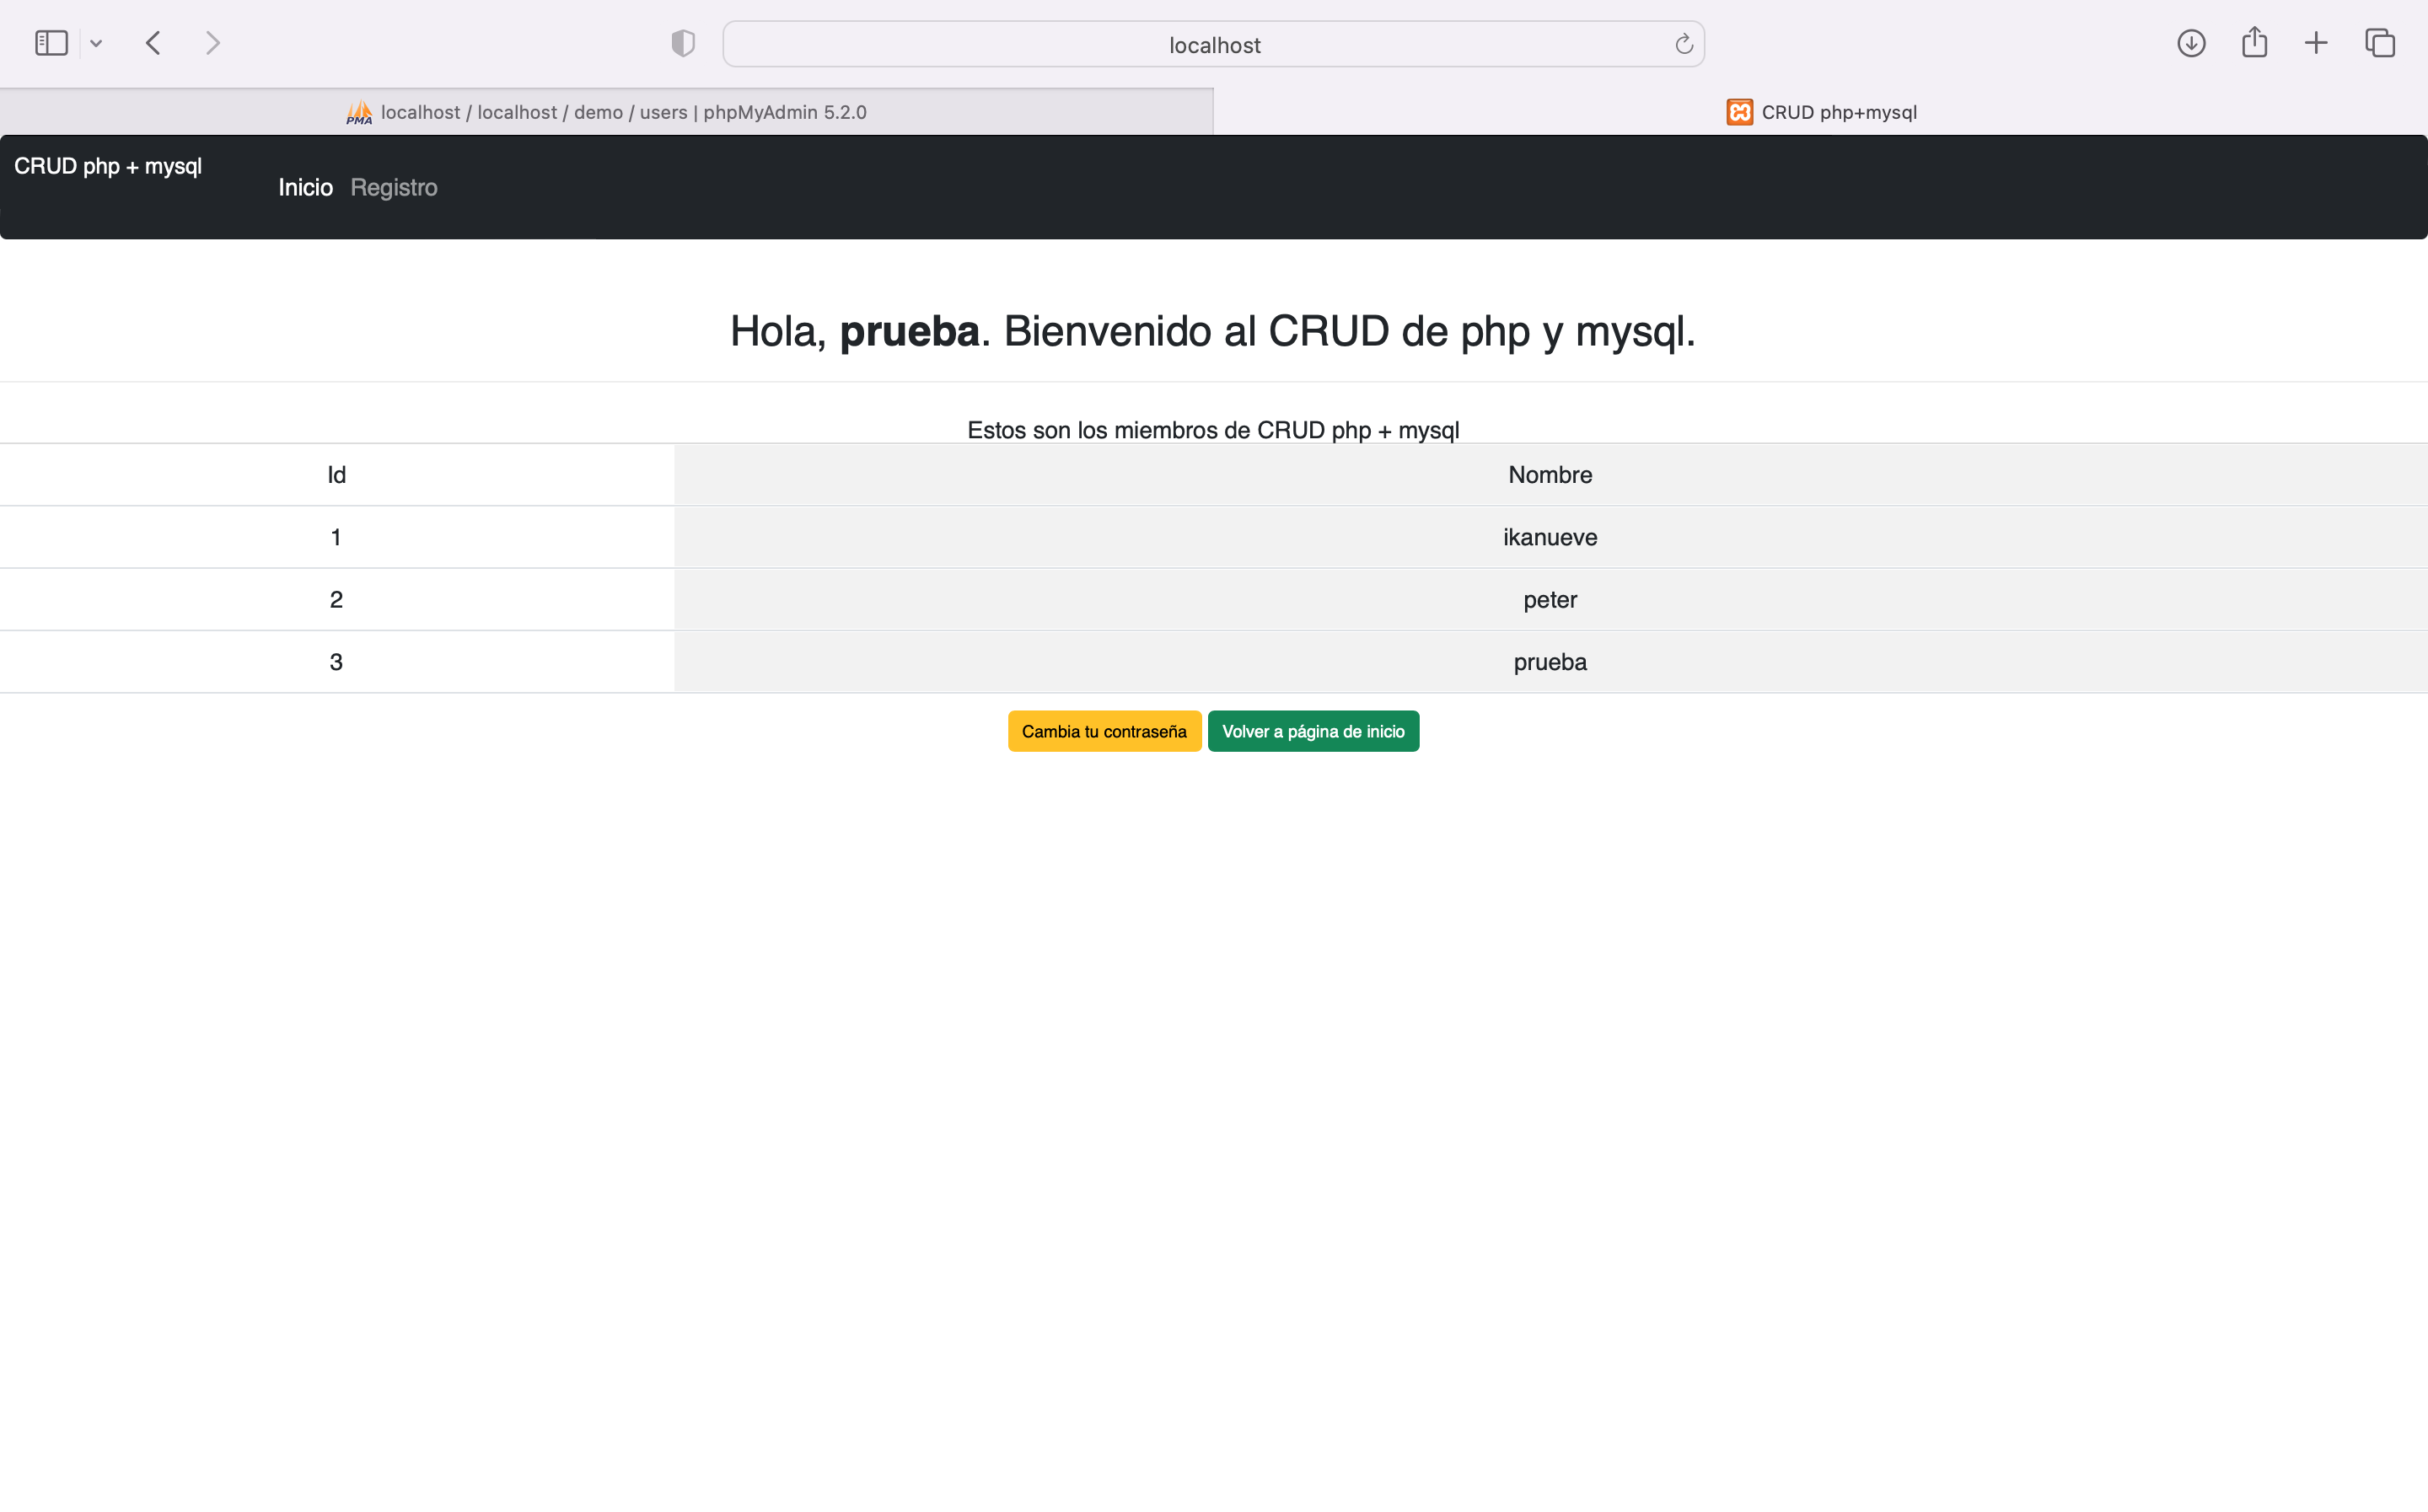 localhost
PMA localhost / localhost / demo / users | phpMyAdmin 5.2.0
CRUD php+mysql
CRUD php + mysql
Inicio Registro
Hola, prueba. Bienvenido al CRUD de php y mysql.
Estos son los miembros de CRUD php + mysql
Id Nombre
1 ikanueve
2 peter
3 prueba
Cambia tu contraseña Volver a página de inicio